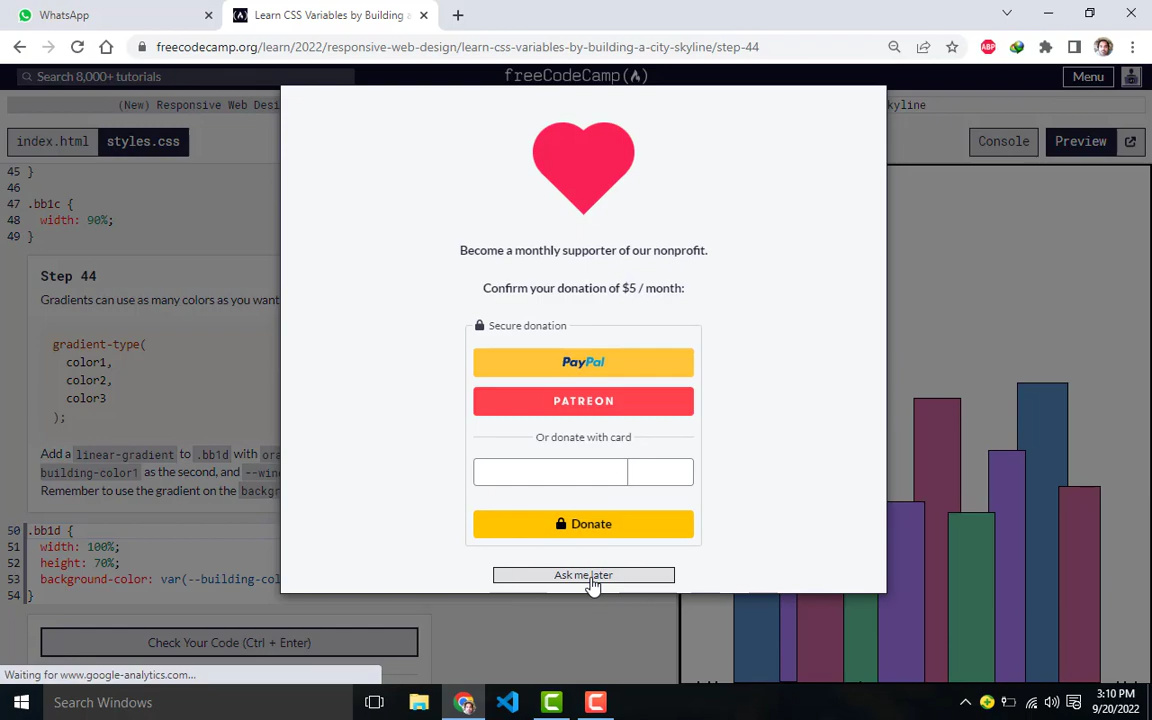 WhatsApp
Learn CSS Variables by Building a
freecodecamp.org/learn/2022/responsive-web-design/learn-css-variables-by-building-a-city-skyline/step-44
ABP
Search 8,000+ tutorials
freeCodeCamp
Menu
(New) Responsive Web Desi
kyline
index.html
styles.css
Console
Preview
45 }
46
47 .bb1c {
48 width: 90%;
49 }
Step 44
Gradients can use as many colors as you want
gradient-type(
color1,
color2,
color3
);
Add a linear-gradient to .bb1d with ora
building-color1 as the second, and --wind
Remember to use the gradient on the backgr
50 .bb1d {
51 width: 100%;
52 height: 70%;
53 background-color: var(--building-col
54 }
Check Your Code (Ctrl + Enter)
Become a monthly supporter of our nonprofit.
Confirm your donation of $5 / month:
Secure donation
PayPal
PATREON
Or donate with card
Donate
Ask me later
Waiting for www.google-analytics.com...
Search Windows
3:10 PM
9/20/2022